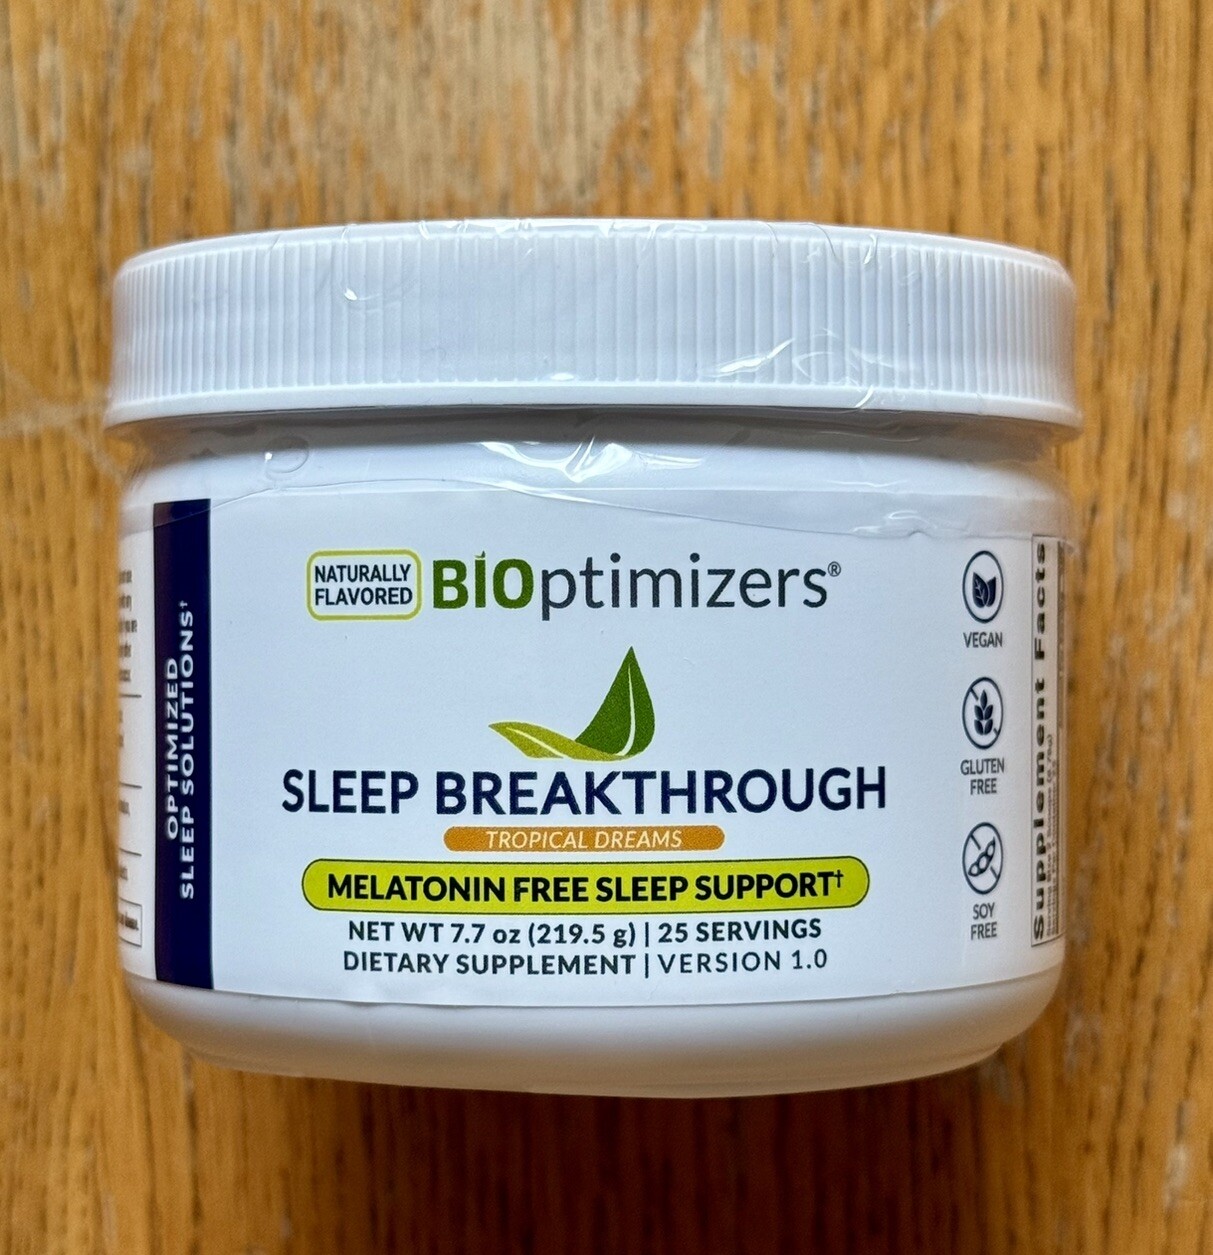 NATURALLY
FLAVORED
BIOptimizers®
SLEEP BREAKTHROUGH
TROPICAL DREAMS
MELATONIN FREE SLEEP SUPPORT†
NET WT 7.7 oz (219.5 g) | 25 SERVINGS
DIETARY SUPPLEMENT | VERSION 1.0
OPTIMIZED
SLEEP SOLUTIONS†
VEGAN
GLUTEN
FREE
SOY
FREE
Supplement Facts